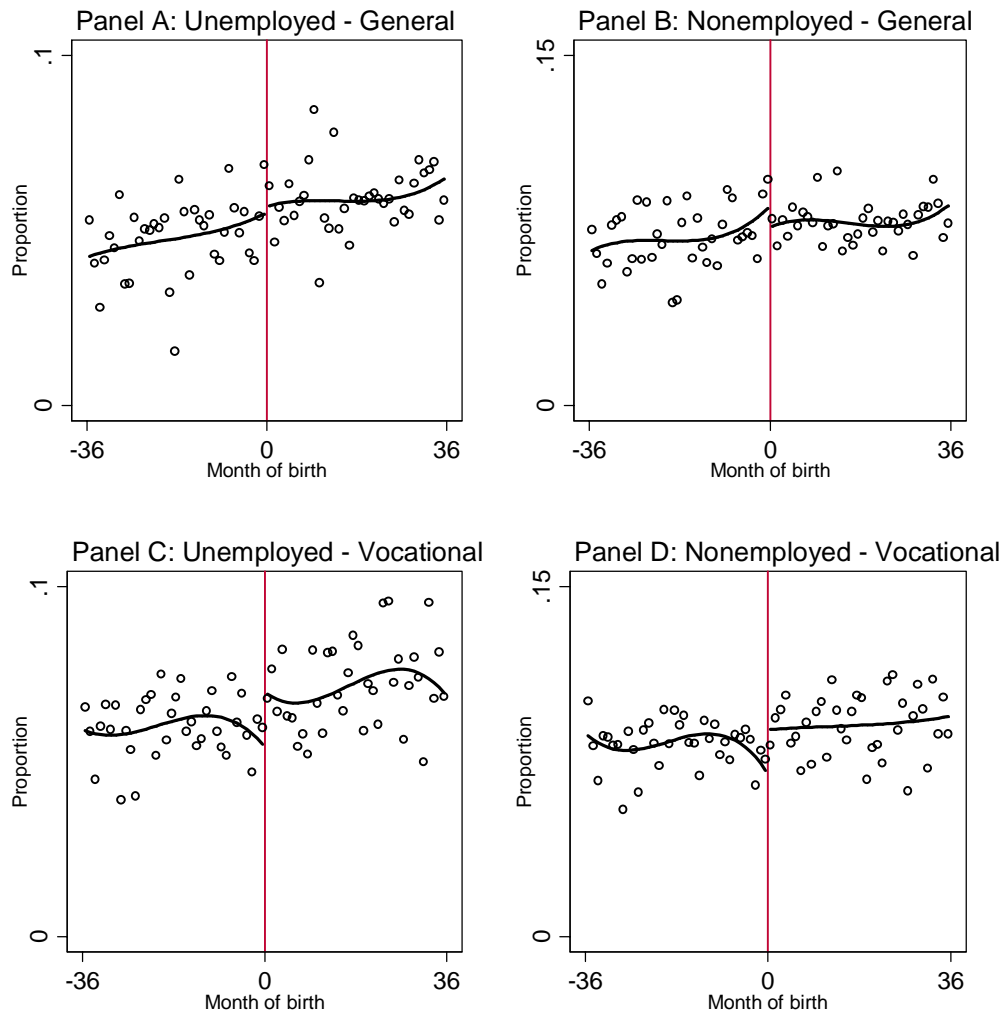 Panel A: Unemployed - General
.1
Proportion
0
-36
0
36
Month of birth
Panel B: Nonemployed - General
.15
Proportion
0
-36
0
36
Month of birth
Panel C: Unemployed - Vocational
.1
Proportion
0
-36
0
36
Month of birth
Panel D: Nonemployed - Vocational
.15
Proportion
0
-36
0
36
Month of birth